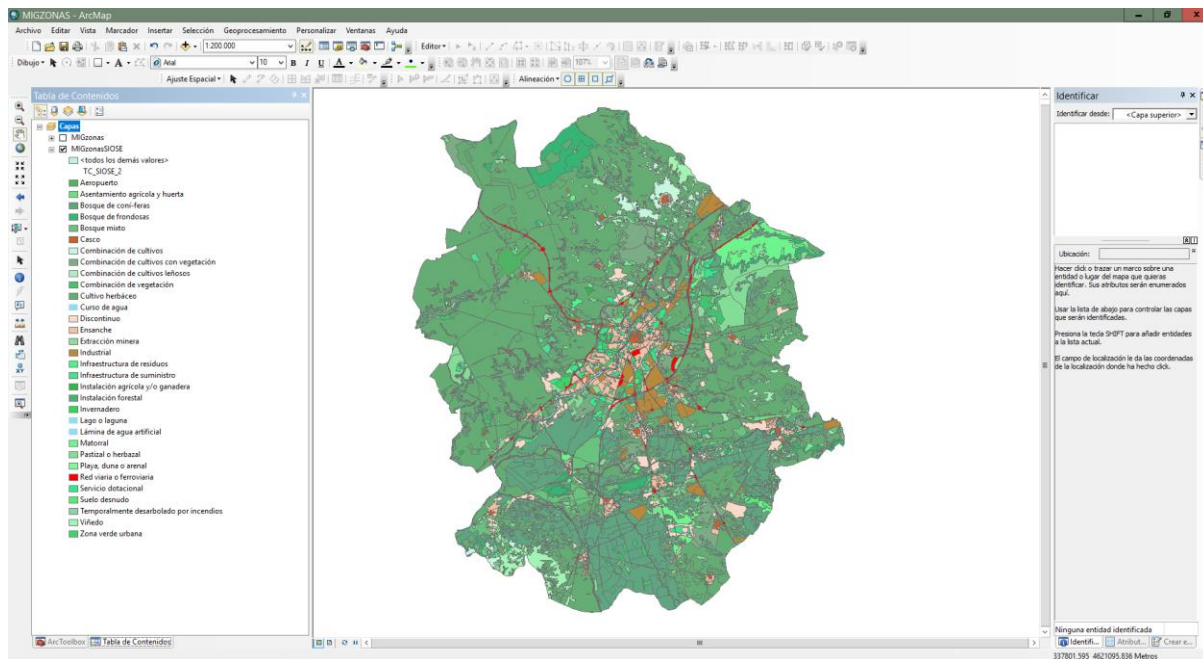 MIGZONAS - ArcMap
Archivo Editar Vista Marcador Insertar Selección Geoprocesamiento Personalizar Ventanas Ayuda
1:200.000
Editor
Dibujo
Arial
10
B I U
107%
Ajuste Espacial
Alineación
Tabla de Contenidos
Capas
MIGzonas
MIGzonasSIOSE
<todos los demás valores>
TC_SIOSE_2
Aeropuerto
Asentamiento agrícola y huerta
Bosque de coní-feras
Bosque de frondosas
Bosque mixto
Casco
Combinación de cultivos
Combinación de cultivos con vegetación
Combinación de cultivos leñosos
Combinación de vegetación
Cultivo herbáceo
Curso de agua
Discontinuo
Ensanche
Extracción minera
Industrial
Infraestructura de residuos
Infraestructura de suministro
Instalación agrícola y/o ganadera
Instalación forestal
Invernadero
Lago o laguna
Lámina de agua artificial
Matorral
Pastizal o herbazal
Playa, duna o arenal
Red viaria o ferroviaria
Servicio dotacional
Suelo desnudo
Temporalmente desarbolado por incendios
Viñedo
Zona verde urbana
ArcToolbox Tabla de Contenidos
Identificar
Identificar desde: <Capa superior>
Ubicación:
Hacer click o trazar un marco sobre una
entidad o lugar del mapa que quieras
identificar. Sus atributos serán enumerados
aquí.
Usar la lista de abajo para controlar las capas
que serán identificadas.
Presiona la tecla SHIFT para añadir entidades
a la lista actual.
El campo de localización le da las coordenadas
de la localización donde ha hecho click.
Ninguna entidad identificada
Identifi... Atribut... Crear e...
337801,595 4621095,836 Metros